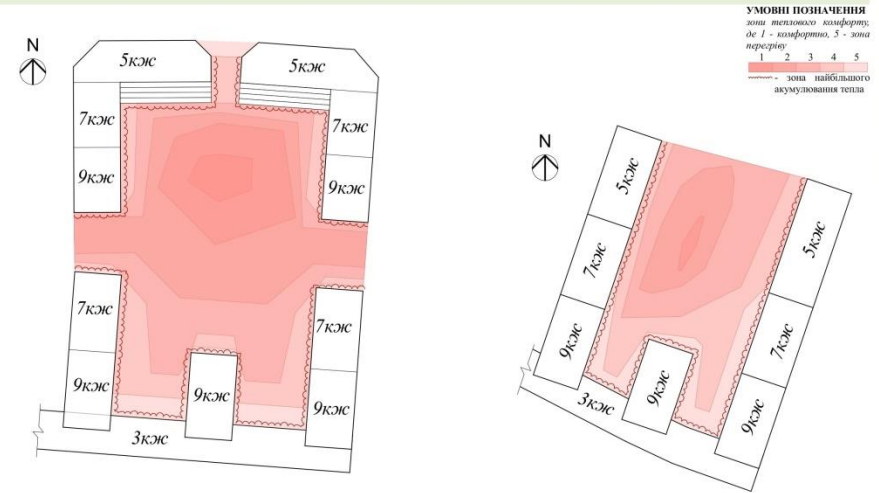 УМОВНІ ПОЗНАЧЕННЯ
зони теплового комфорту,
де 1 - комфортно, 5 - зона
перегріву
1 2 3 4 5
- зона найбільшого
акумулювання тепла
N
5кж
5кж
7кж
7кж
9кж
9кж
7кж
7кж
9кж
9кж
9кж
3кж
N
5кж
5кж
7кж
7кж
9кж
9кж
9кж
3кж